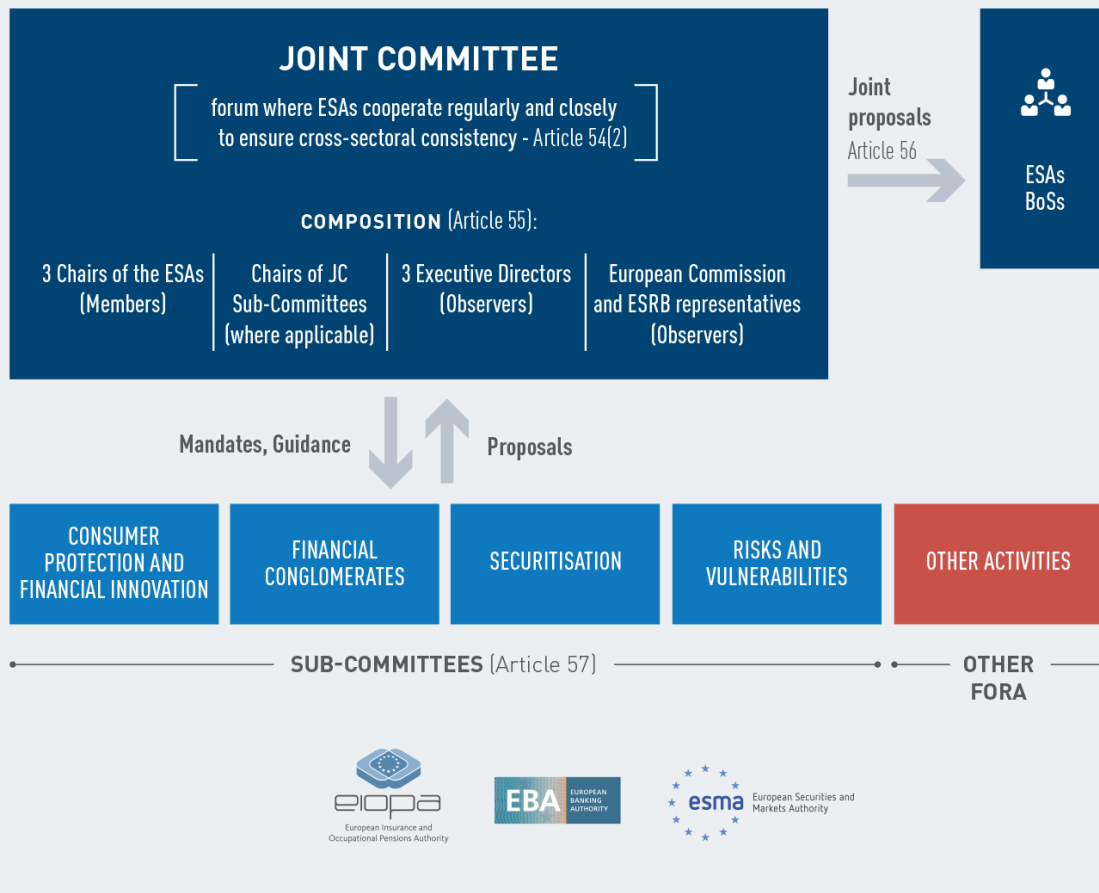 JOINT COMMITTEE
forum where ESAs cooperate regularly and closely
to ensure cross-sectoral consistency - Article 54(2)
COMPOSITION (Article 55):
3 Chairs of the ESAs
(Members)
Chairs of JC
Sub-Committees
(where applicable)
3 Executive Directors
(Observers)
European Commission
and ESRB representatives
(Observers)
Joint
proposals
Article 56
ESAs
BoSs
Mandates, Guidance
Proposals
CONSUMER
PROTECTION AND
FINANCIAL INNOVATION
FINANCIAL
CONGLOMERATES
SECURITISATION
RISKS AND
VULNERABILITIES
OTHER ACTIVITIES
SUB-COMMITTEES (Article 57)
OTHER
FORA
eiopa
European Insurance and
Occupational Pensions Authority
EBA
EUROPEAN
BANKING
AUTHORITY
esma
European Securities and
Markets Authority